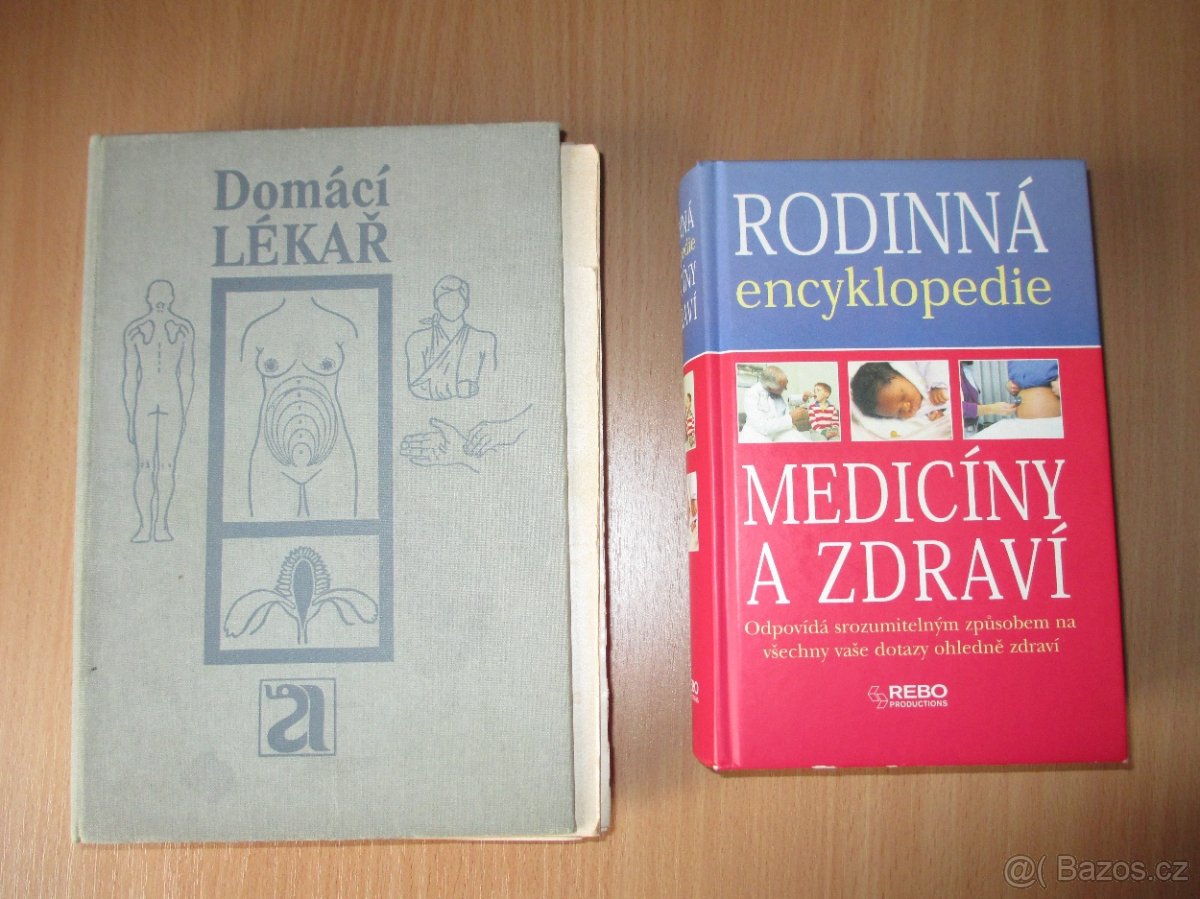 Domácí
LÉKAŘ
RODINNÁ
encyklopedie
MEDICÍNY
A ZDRAVÍ
Odpovídá srozumitelným způsobem na
všechny vaše dotazy ohledně zdraví
REBO
PRODUCTIONS
@( Bazos.cz